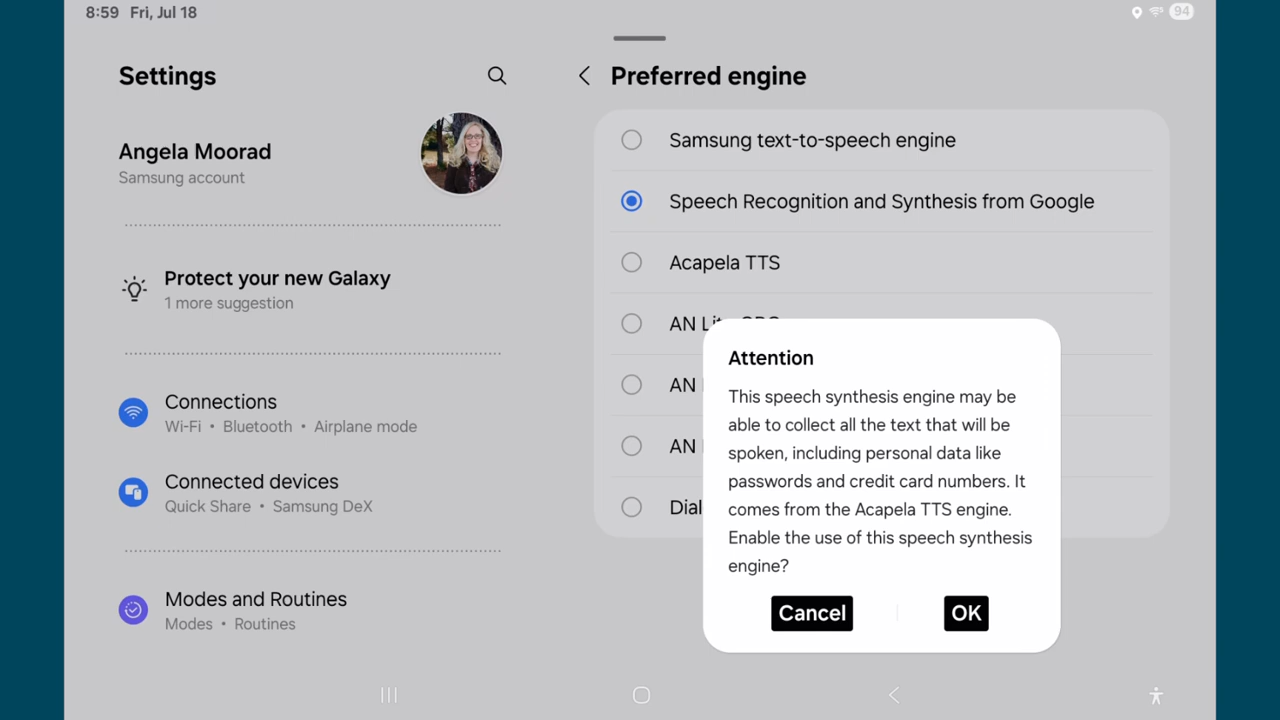 8:59 Fri, Jul 18
94
Settings
Angela Moorad
Samsung account
Protect your new Galaxy
1 more suggestion
Connections
Wi-Fi • Bluetooth • Airplane mode
Connected devices
Quick Share • Samsung DeX
Modes and Routines
Modes • Routines
Preferred engine
Samsung text-to-speech engine
Speech Recognition and Synthesis from Google
Acapela TTS
AN
AN
AN
Attention
This speech synthesis engine may be
able to collect all the text that will be
spoken, including personal data like
passwords and credit card numbers. It
comes from the Acapela TTS engine.
Enable the use of this speech synthesis
engine?
Cancel
OK